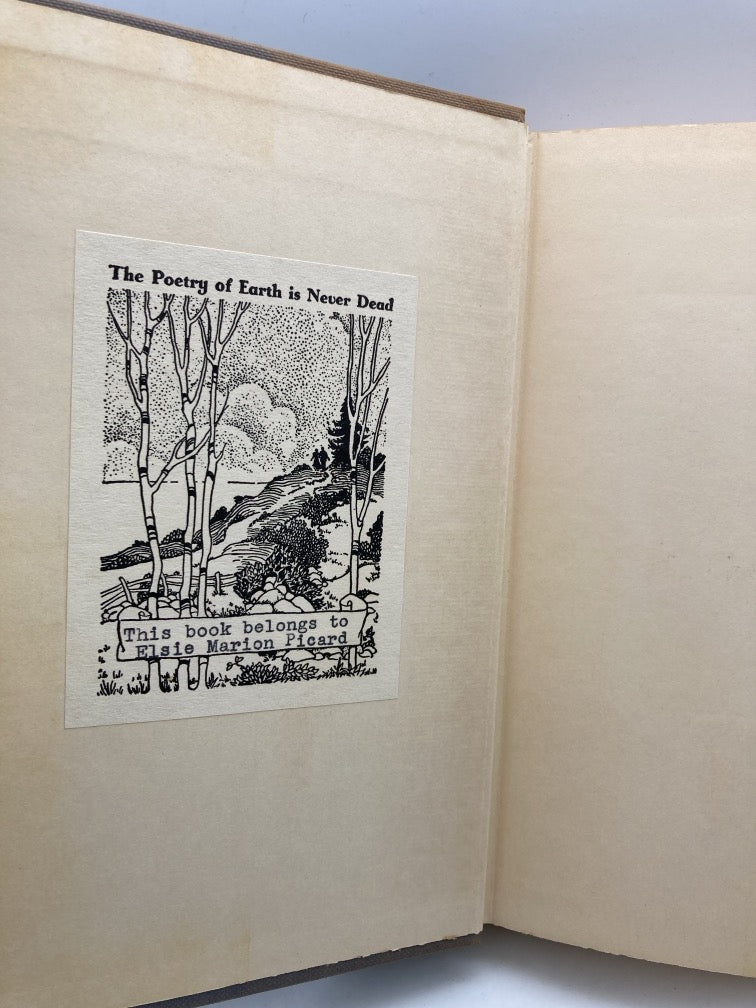 The Poetry of Earth is Never Dead
This book belongs to
Elsie Marion Picard